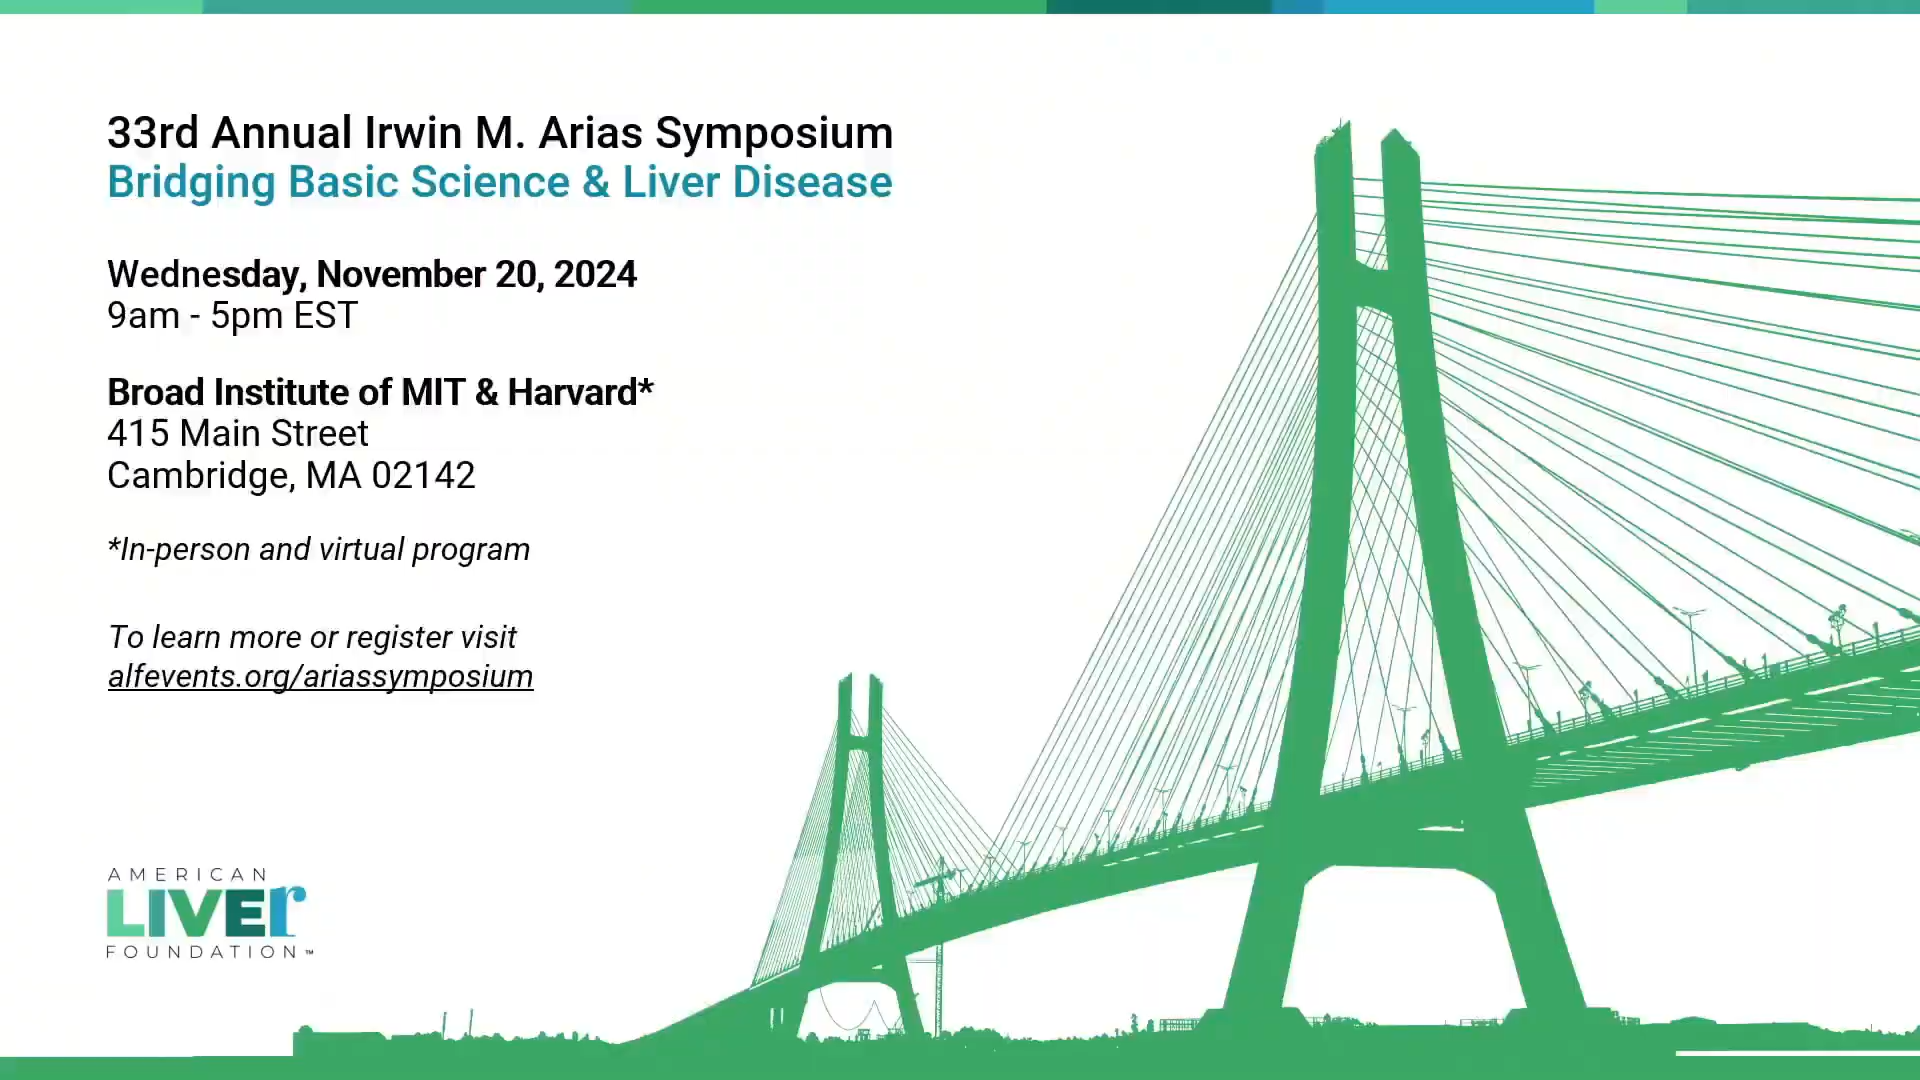 33rd Annual Irwin M. Arias Symposium
Bridging Basic Science & Liver Disease
Wednesday, November 20, 2024
9am - 5pm EST
Broad Institute of MIT & Harvard*
415 Main Street
Cambridge, MA 02142
*In-person and virtual program
To learn more or register visit
alfevents.org/ariassymposium
AMERICAN
LIVEr
FOUNDATION™